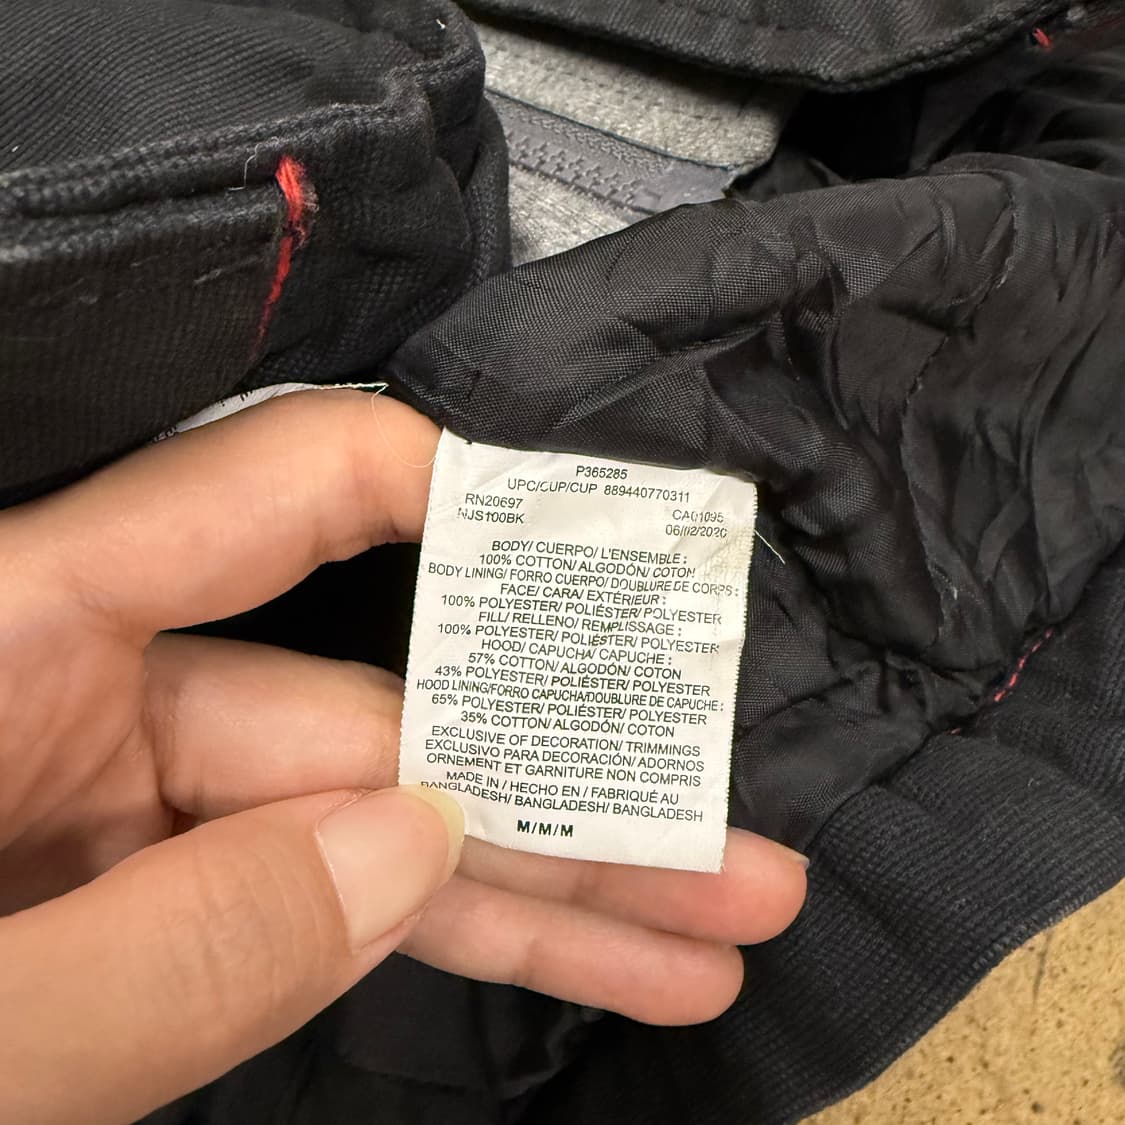 P365285
UPC/CUP/CUP 889440770311
RN20697
NJS100BK
CA01095
06/02/2020
BODY/ CUERPO/ L'ENSEMBLE :
100% COTTON/ ALGODÓN/ COTON
BODY LINING/ FORRO CUERPO/ DOUBLURE DE CORPS :
FACE/ CARA/ EXTÉRIEUR :
100% POLYESTER/ POLIÉSTER/ POLYESTER
FILL/ RELLENO/ REMPLISSAGE :
100% POLYESTER/ POLIÉSTER/ POLYESTER
HOOD/ CAPUCHA/ CAPUCHE :
57% COTTON/ ALGODÓN/ COTON
43% POLYESTER/ POLIÉSTER/ POLYESTER
HOOD LINING/FORRO CAPUCHA/DOUBLURE DE CAPUCHE :
65% POLYESTER/ POLIÉSTER/ POLYESTER
35% COTTON/ ALGODÓN/ COTON
EXCLUSIVE OF DECORATION/ TRIMMINGS
EXCLUSIVO PARA DECORACIÓN/ ADORNOS
ORNEMENT ET GARNITURE NON COMPRIS
MADE IN / HECHO EN / FABRIQUÉ AU
BANGLADESH/ BANGLADESH/ BANGLADESH
M/M/M